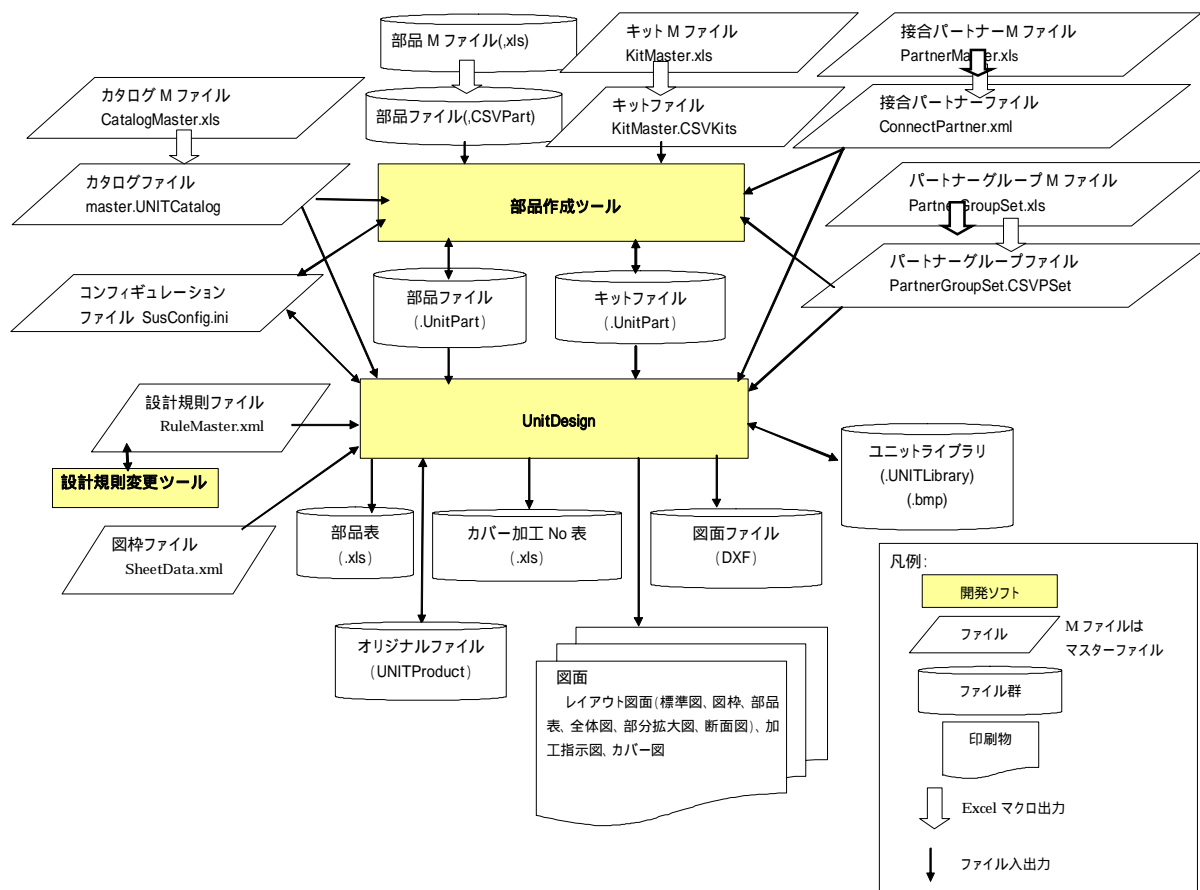 部品 M ファイル(,xls)
キット M ファイル
KitMaster.xls
接合パートナー M ファイル
PartnerMaster.xls
カタログ M ファイル
CatalogMaster.xls
部品ファイル(,CSVPart)
キットファイル
KitMaster.CSVKits
接合パートナーファイル
ConnectPartner.xml
カタログファイル
master.UNITCatalog
部品作成ツール
パートナーグループ M ファイル
PartnerGroupSet.xls
パートナーグループファイル
PartnerGroupSet.CSVPSet
コンフィギュレーション
ファイル SusConfig.ini
部品ファイル
(.UnitPart)
キットファイル
(.UnitPart)
設計規則ファイル
RuleMaster.xml
UnitDesign
ユニットライブラリ
(.UNITLibrary)
(.bmp)
設計規則変更ツール
図枠ファイル
SheetData.xml
部品表
(.xls)
カバー加工 No 表
(.xls)
図面ファイル
(DXF)
オリジナルファイル
(UNITProduct)
図面
レイアウト図面(標準図、図枠、部品
表、全体図、部分拡大図、断面図)、加
工指示図、カバー図
凡例:
開発ソフト
ファイル
M ファイルは
マスターファイル
ファイル群
印刷物
Excel マクロ出力
ファイル入出力